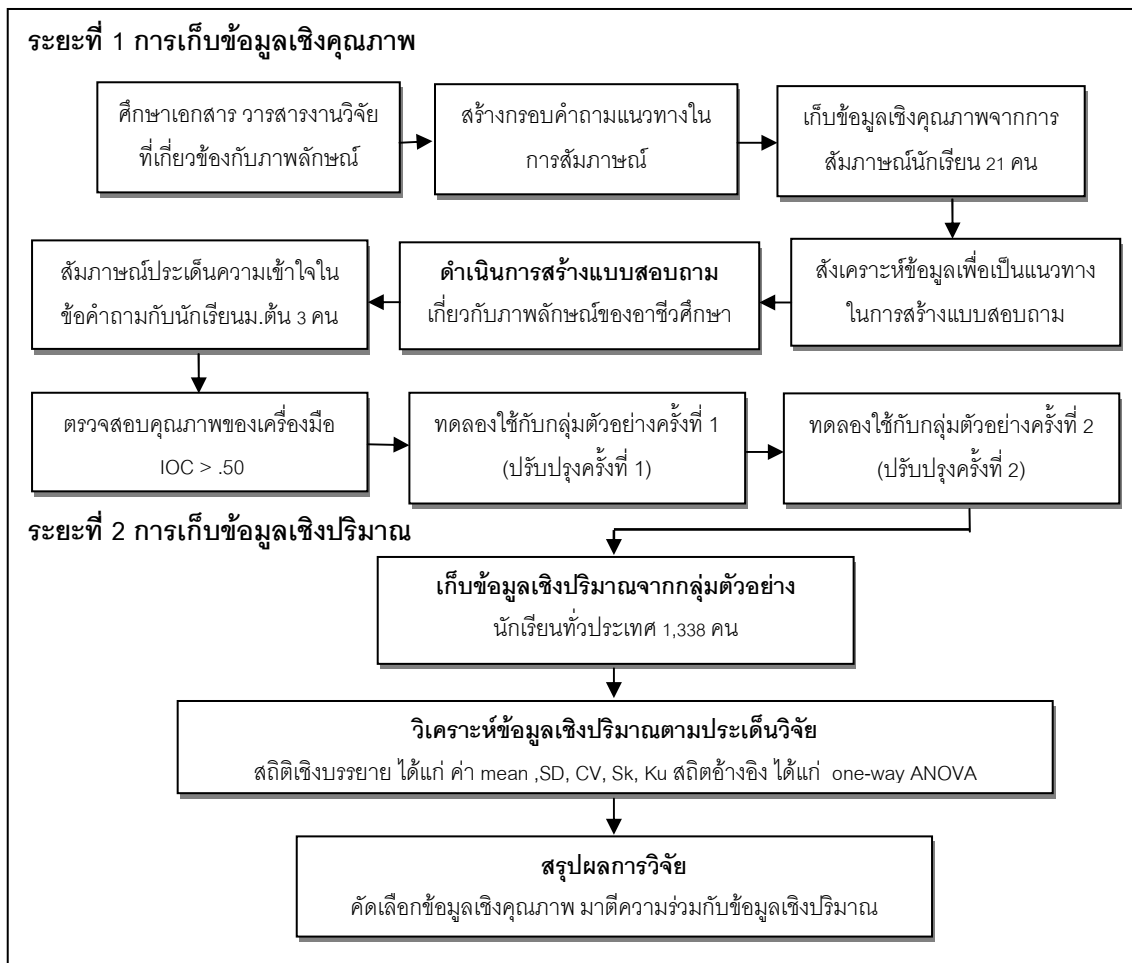 ระยะที่ 1 การเก็บข้อมูลเชิงคุณภาพ
ศึกษาเอกสาร วารสารงานวิจัย
ที่เกี่ยวข้องกับภาพลักษณ์
สร้างกรอบคำถามแนวทางใน
การสัมภาษณ์
เก็บข้อมูลเชิงคุณภาพจากการ
สัมภาษณ์นักเรียน 21 คน
สังเคราะห์ข้อมูลเพื่อเป็นแนวทาง
ในการสร้างแบบสอบถาม
ดำเนินการสร้างแบบสอบถาม
เกี่ยวกับภาพลักษณ์ของอาชีวศึกษา
สัมภาษณ์ประเด็นความเข้าใจใน
ข้อคำถามกับนักเรียนม.ต้น 3 คน
ตรวจสอบคุณภาพของเครื่องมือ
IOC > .50
ทดลองใช้กับกลุ่มตัวอย่างครั้งที่ 1
(ปรับปรุงครั้งที่ 1)
ทดลองใช้กับกลุ่มตัวอย่างครั้งที่ 2
(ปรับปรุงครั้งที่ 2)
ระยะที่ 2 การเก็บข้อมูลเชิงปริมาณ
เก็บข้อมูลเชิงปริมาณจากกลุ่มตัวอย่าง
นักเรียนทั่วประเทศ 1,338 คน
วิเคราะห์ข้อมูลเชิงปริมาณตามประเด็นวิจัย
สถิติเชิงบรรยาย ได้แก่ ค่า mean ,SD, CV, Sk, Ku สถิตอ้างอิง ได้แก่ one-way ANOVA
สรุปผลการวิจัย
คัดเลือกข้อมูลเชิงคุณภาพ มาตีความร่วมกับข้อมูลเชิงปริมาณ